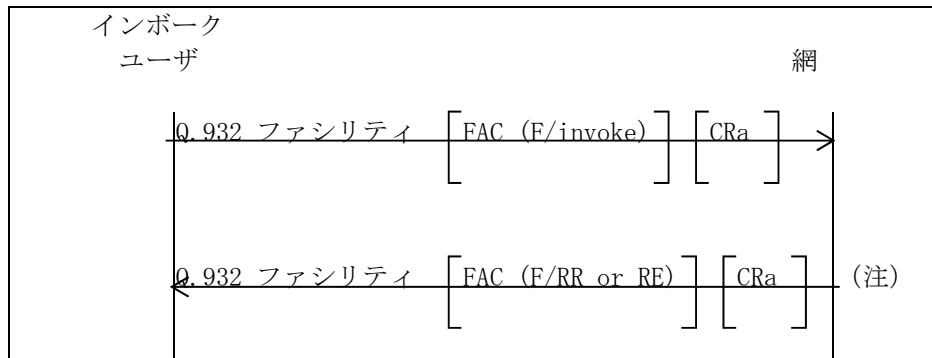 インボーク
ユーザ 網
Q.932 ファシリティ [FAC (F/invoke)] [CRa]
Q.932 ファシリティ [FAC (F/RR or RE)] [CRa] (注)